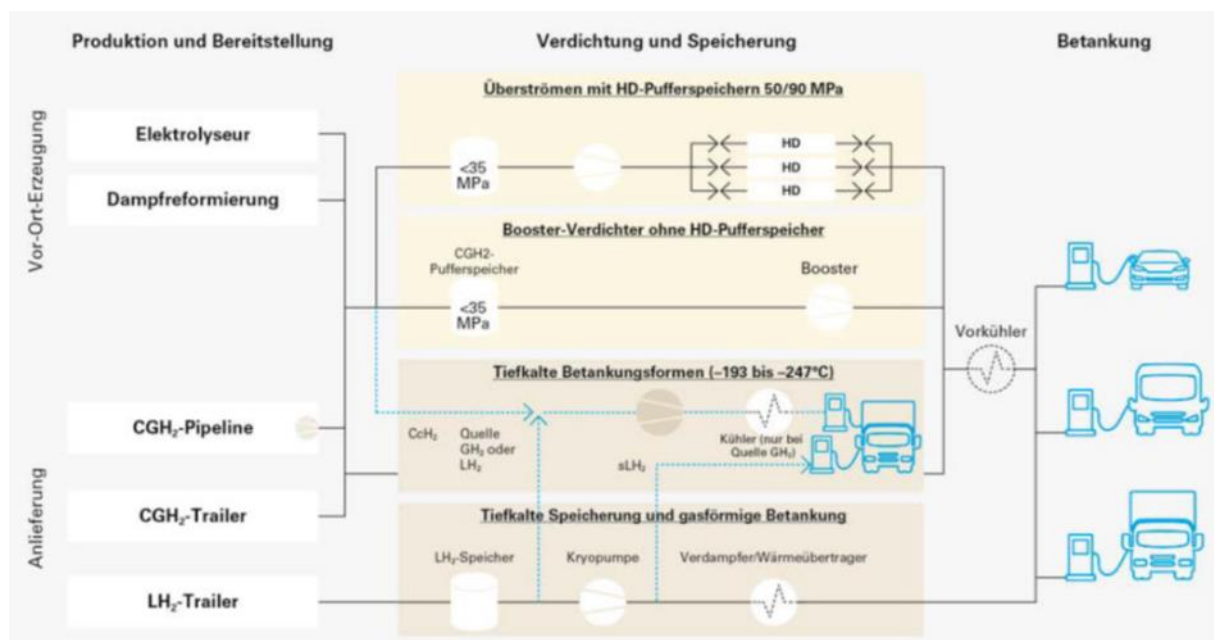 Produktion und Bereitstellung
Verdichtung und Speicherung
Betankung
Vor-Ort-Erzeugung
Elektrolyseur
Dampfreformierung
Anlieferung
CGH₂-Pipeline
CGH₂-Trailer
LH₂-Trailer
Überströmen mit HD-Pufferspeichern 50/90 MPa
<35
MPa
HD
HD
HD
Booster-Verdichter ohne HD-Pufferspeicher
CGH2-
Pufferspeicher
<35
MPa
Booster
Tiefkalte Betankungsformen (–193 bis –247°C)
CcH₂
Quelle
GH₂ oder
LH₂
sLH₂
Kühler (nur bei
Quelle GH₂)
Tiefkalte Speicherung und gasförmige Betankung
LH₂-Speicher
Kryopumpe
Verdampfer/Wärmeübertrager
Vorkühler